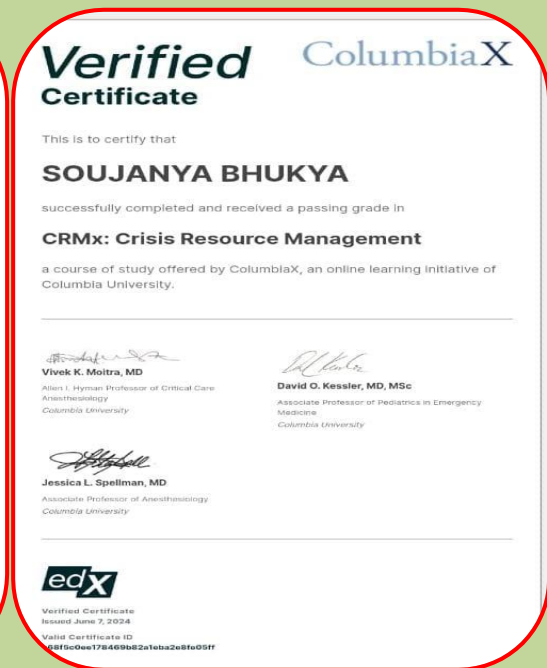 Verified
Certificate
ColumbiaX
This is to certify that
SOUJANYA BHUKYA
successfully completed and received a passing grade in
CRMx: Crisis Resource Management
a course of study offered by ColumbiaX, an online learning initiative of
Columbia University.
Vivek K. Moitra, MD
Allen I. Hyman Professor of Critical Care
Anesthesiology
Columbia University
David O. Kessler, MD, MSc
Associate Professor of Pediatrics in Emergency
Medicine
Columbia University
Jessica L. Spellman, MD
Associate Professor of Anesthesiology
Columbia University
edX
Verified Certificate
Issued June 7, 2024
Valid Certificate ID